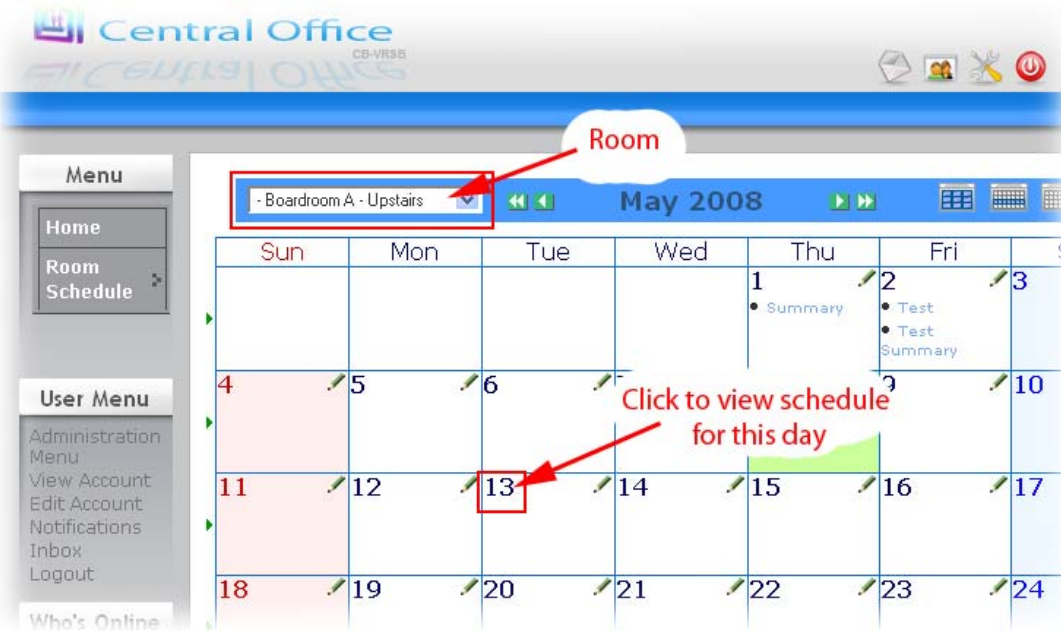 Central Office
CB-VRSB
Room
Menu
Home
Room
Schedule
- Boardroom A - Upstairs
May 2008
Sun Mon Tue Wed Thu Fri
1 2 3
Summary
Test
Test
Summary
4 5 6 9 10
Click to view schedule
for this day
11 12 13 14 15 16 17
18 19 20 21 22 23 24
User Menu
Administration
Menu
View Account
Edit Account
Notifications
Inbox
Logout
Who's Online